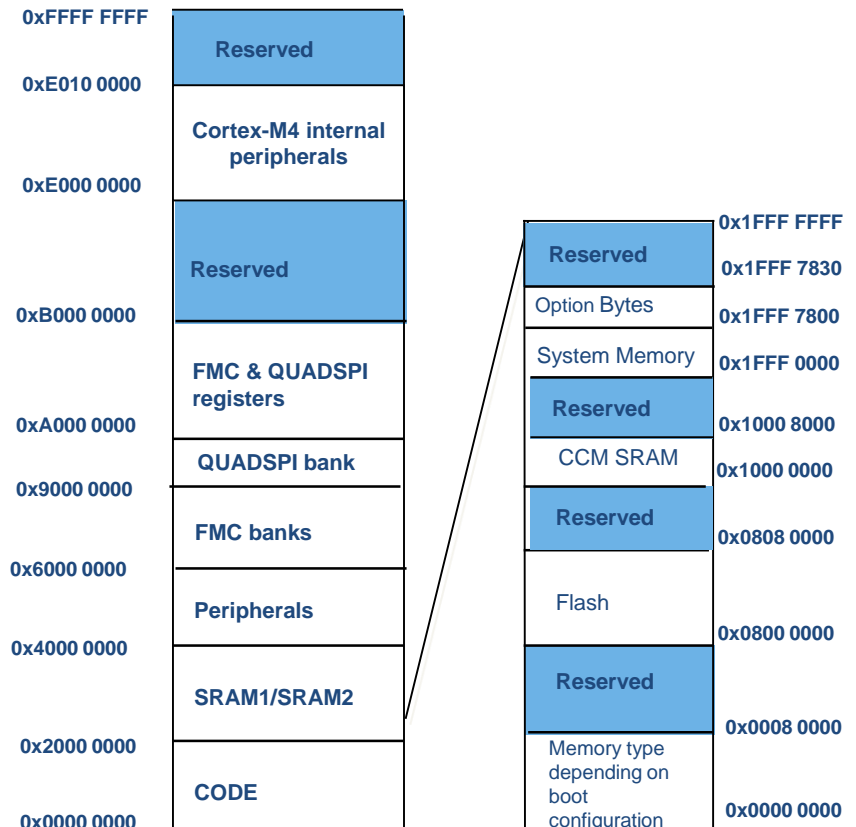 0xFFFF FFFF
Reserved
0xE010 0000
Cortex-M4 internal
peripherals
0xE000 0000
Reserved
0xB000 0000
FMC & QUADSPI
registers
0xA000 0000
QUADSPI bank
0x9000 0000
FMC banks
0x6000 0000
Peripherals
0x4000 0000
SRAM1/SRAM2
0x2000 0000
CODE
0x0000 0000
0x1FFF FFFF
Reserved
0x1FFF 7830
Option Bytes
0x1FFF 7800
System Memory
0x1FFF 0000
Reserved
0x1000 8000
CCM SRAM
0x1000 0000
Reserved
0x0808 0000
Flash
0x0800 0000
Reserved
0x0008 0000
Memory type
depending on
boot
configuration
0x0000 0000